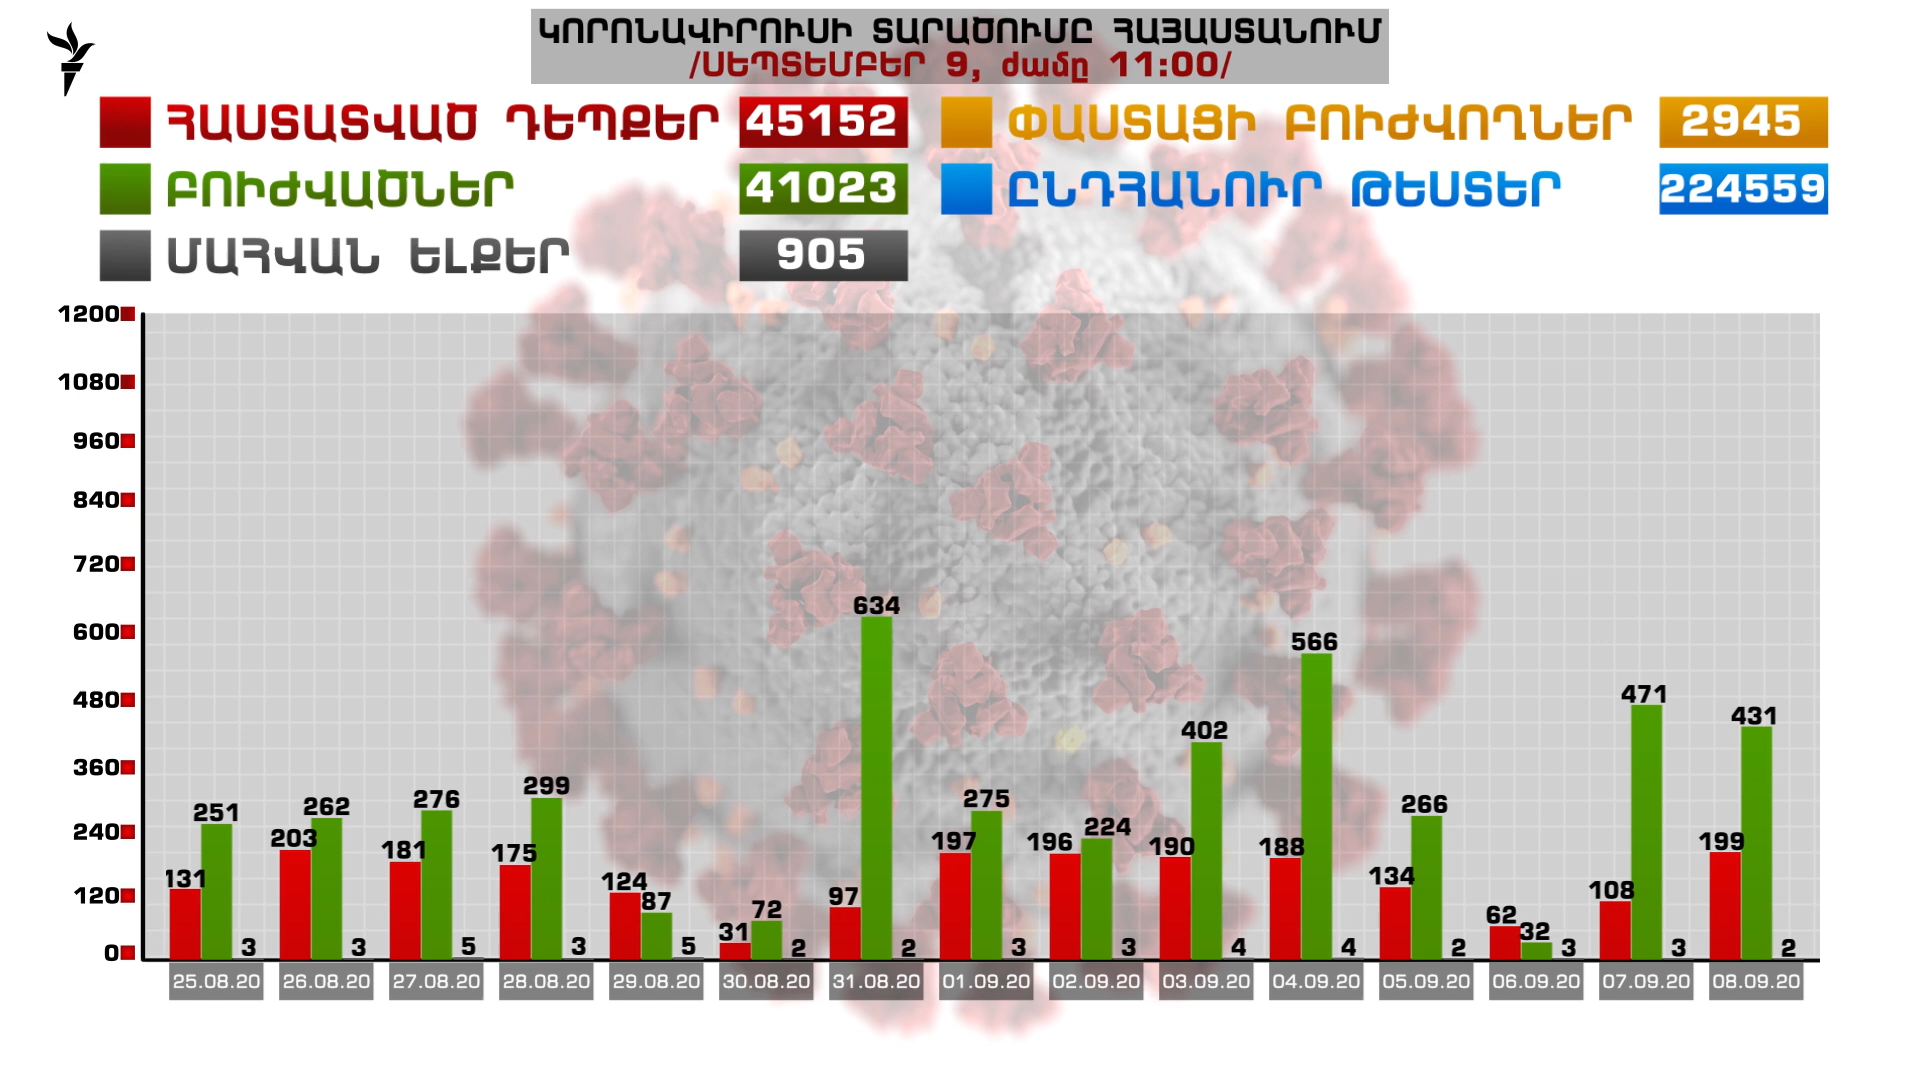 ԿՈՐՈՆԱՎԻՐՈՒՍԻ ՏԱՐԱԾՈՒՄԸ ՀԱՅԱՍՏԱՆՈՒՄ
/ՍԵՊՏԵՄԲԵՐ 9, ժամը 11:00/
ՀԱՍՏԱՏՎԱԾ ԴԵՊՔԵՐ 45152
ՓԱՍՏԱՑԻ ԲՈՒԺՎՈՂՆԵՐ 2945
ԲՈՒԺՎԱԾՆԵՐ 41023
ԸՆԴՀԱՆՈՒՐ ԹԵՍՏԵՐ 224559
ՄԱՀՎԱՆ ԵԼՔԵՐ 905
1200
1080
960
840
720
600
480
360
240
120
0
131 251 3
203 262 3
181 276 5
175 299 3
124 87 5
31 72 2
97 634 2
197 275 3
196 224 3
190 402 4
188 566 4
134 266 2
62 32 3
108 471 3
199 431 2
25.08.20 26.08.20 27.08.20 28.08.20 29.08.20 30.08.20 31.08.20 01.09.20 02.09.20 03.09.20 04.09.20 05.09.20 06.09.20 07.09.20 08.09.20